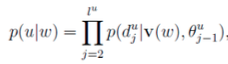 p(u|w) = ∏_{j=2}^{l^u} p(d_j^u | v(w), θ_{j-1}^u),